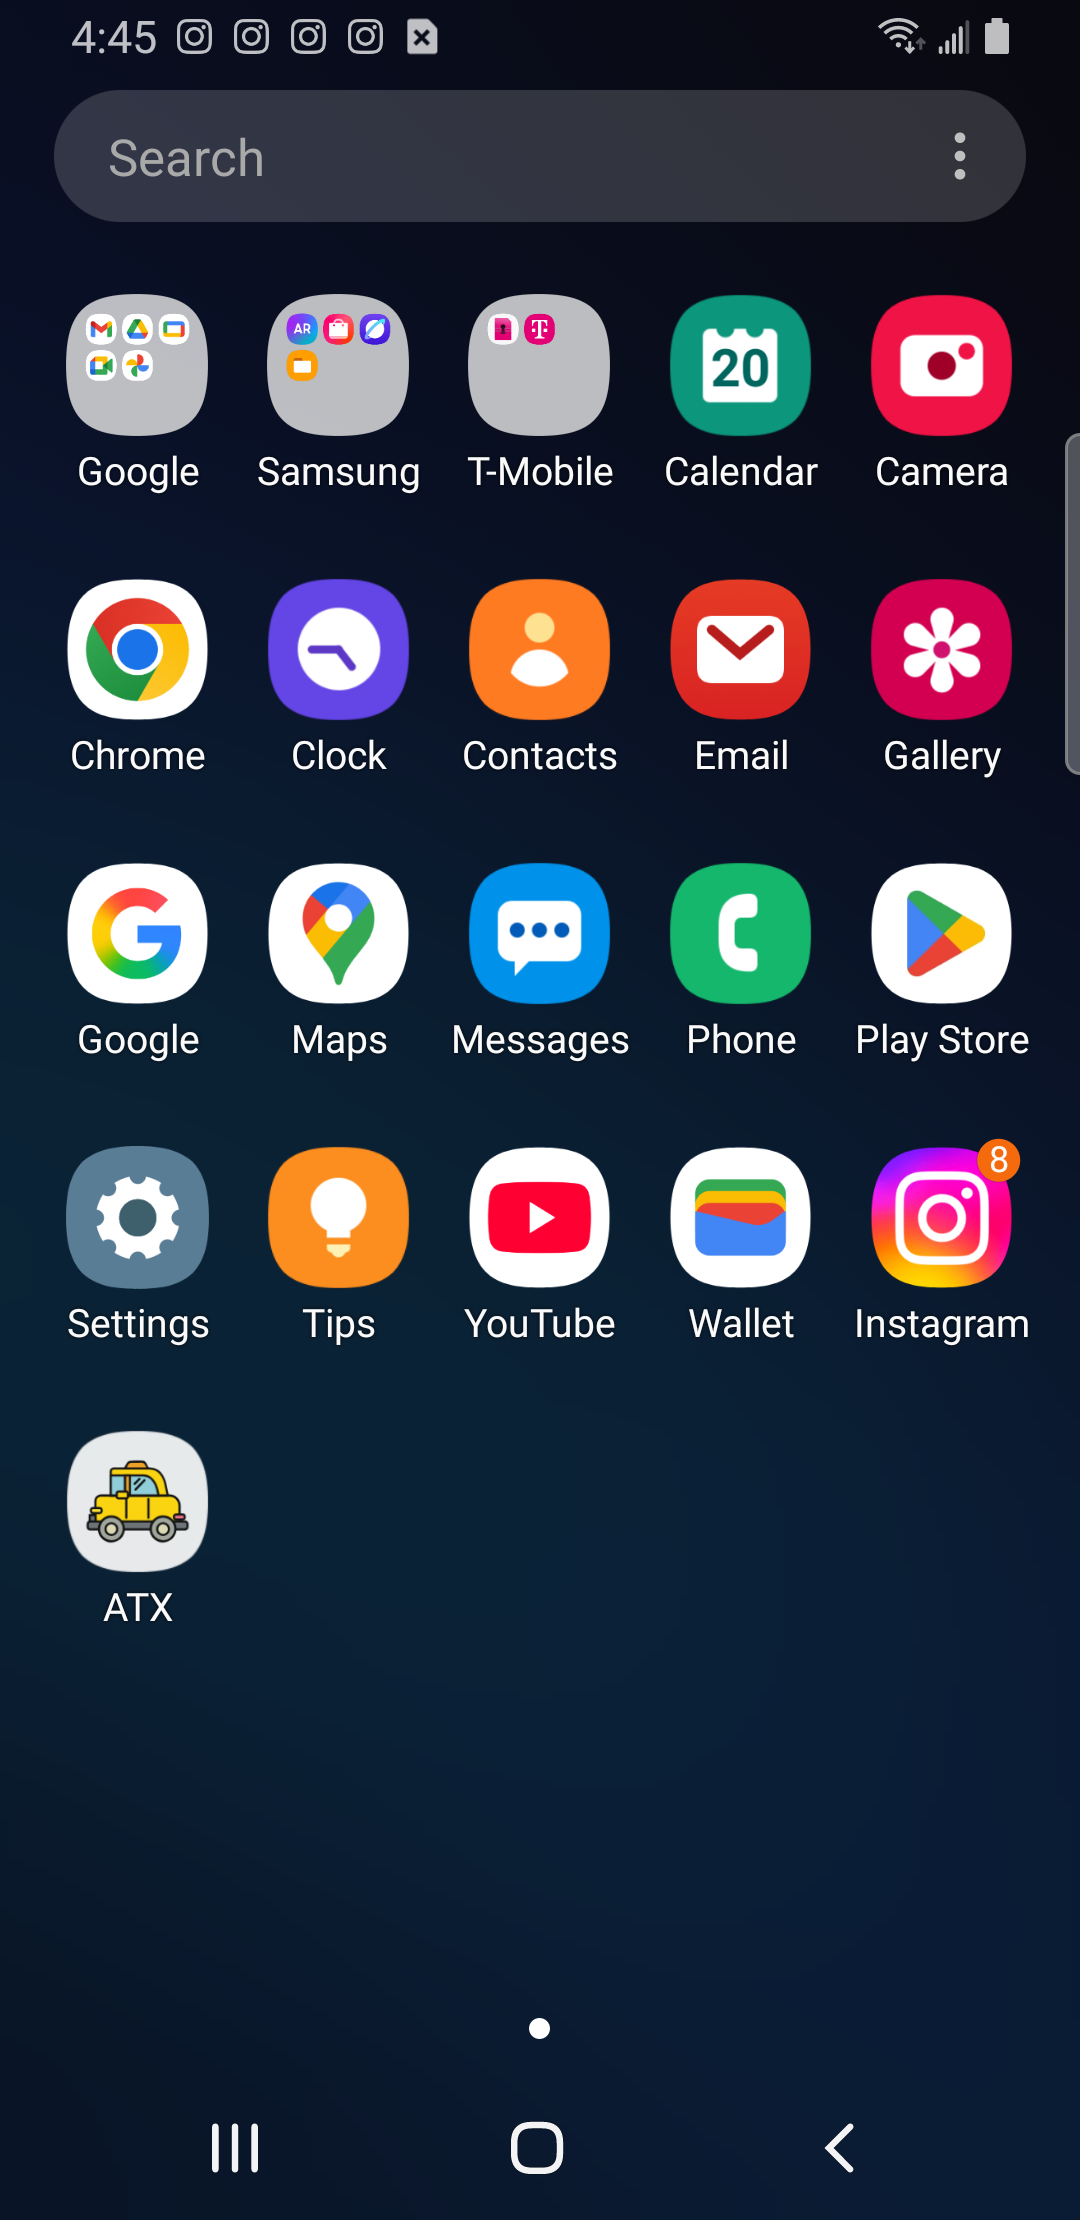 4:45
Search
AR
T
20
Google
Samsung
T-Mobile
Calendar
Camera
Chrome
Clock
Contacts
Email
Gallery
G
Google
Maps
Messages
Phone
Play Store
8
Settings
Tips
YouTube
Wallet
Instagram
ATX